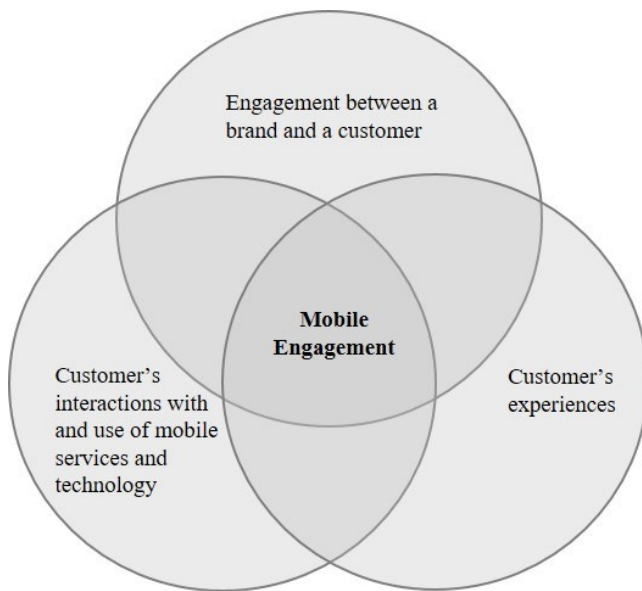 Engagement between a
brand and a customer
Mobile
Engagement
Customer’s
interactions with
and use of mobile
services and
technology
Customer’s
experiences